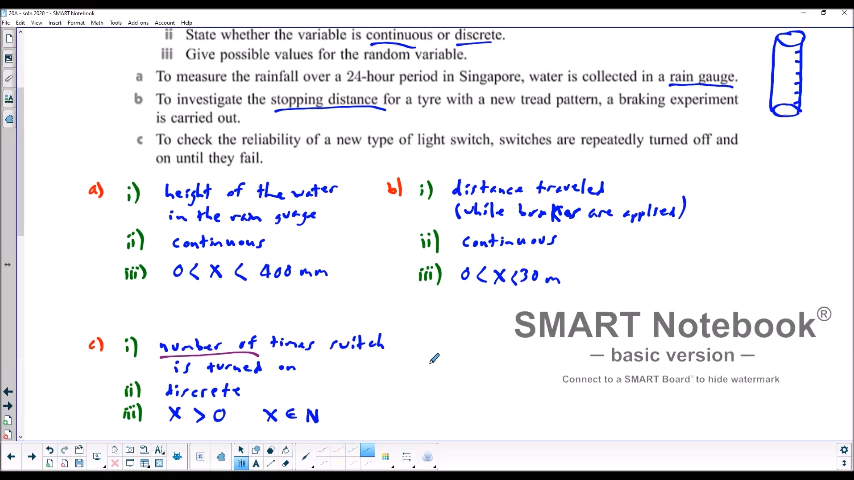 20A - soln 2020 * - SMART Notebook
File Edit View Insert Format Math Tools Add-ons Account Help
ii State whether the variable is continuous or discrete.
iii Give possible values for the random variable.
a To measure the rainfall over a 24-hour period in Singapore, water is collected in a rain gauge.
b To investigate the stopping distance for a tyre with a new tread pattern, a braking experiment
is carried out.
c To check the reliability of a new type of light switch, switches are repeatedly turned off and
on until they fail.
a) i) height of the water
in the rain guage
ii) continuous
iii) 0 < X < 400 mm
b) i) distance traveled
(while brakes are applied)
ii) continuous
iii) 0 < X < 30 m
c) i) number of times switch
is turned on
ii) discrete
iii) X > 0 X ∈ N
SMART Notebook®
— basic version —
Connect to a SMART Board® to hide watermark